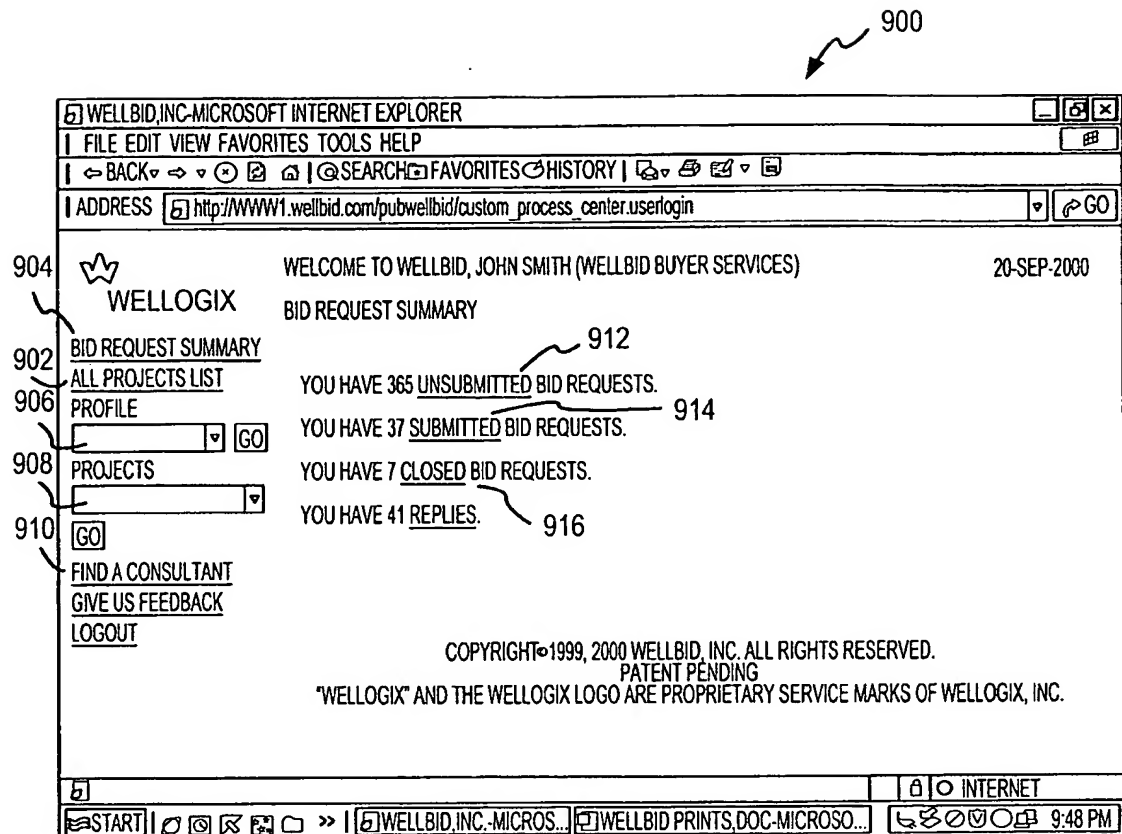 900
WELLBID,INC-MICROSOFT INTERNET EXPLORER
FILE EDIT VIEW FAVORITES TOOLS HELP
BACK SEARCH FAVORITES HISTORY
ADDRESS http://WWW1.wellbid.com/pubwellbid/custom_process_center.userlogin GO
904
WELLOGIX
WELCOME TO WELLBID, JOHN SMITH (WELLBID BUYER SERVICES) 20-SEP-2000
BID REQUEST SUMMARY
BID REQUEST SUMMARY
912
902
ALL PROJECTS LIST
YOU HAVE 365 UNSUBMITTED BID REQUESTS.
906
PROFILE
GO
914
YOU HAVE 37 SUBMITTED BID REQUESTS.
908
PROJECTS
YOU HAVE 7 CLOSED BID REQUESTS.
916
YOU HAVE 41 REPLIES.
910
GO
FIND A CONSULTANT
GIVE US FEEDBACK
LOGOUT
COPYRIGHT©1999, 2000 WELLBID, INC. ALL RIGHTS RESERVED.
PATENT PENDING
"WELLOGIX" AND THE WELLOGIX LOGO ARE PROPRIETARY SERVICE MARKS OF WELLOGIX, INC.
INTERNET
START » WELLBID,INC.-MICROS... WELLBID PRINTS,DOC-MICROSO... 9:48 PM